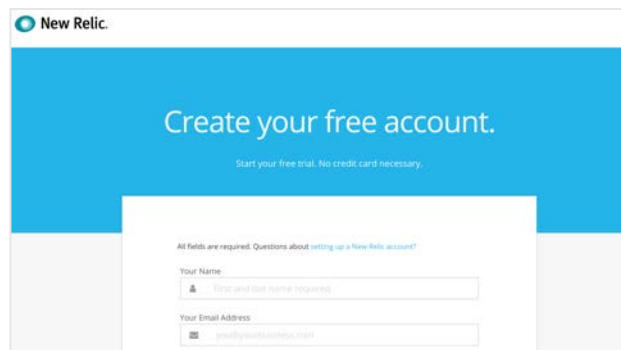 New Relic.
Create your free account.
Start your free trial. No credit card necessary.
All fields are required. Questions about setting up a New Relic account?
Your Name
First and last name required
Your Email Address
you@yourbusiness.com